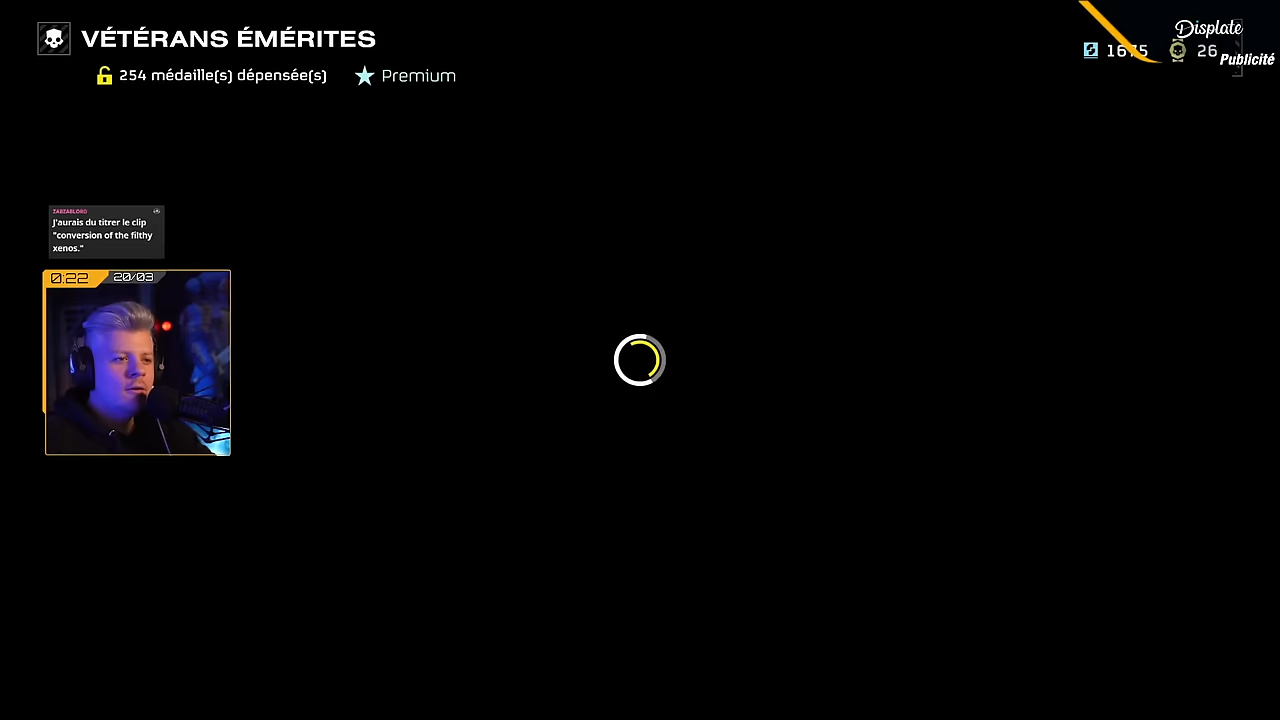 VÉTÉRANS ÉMÉRITES
254 médaille(s) dépensée(s)
Premium
Displate
1675
26
Publicité
ZABZABLORD
J'aurais du titrer le clip
"conversion of the filthy
xenos."
0:22
20/03